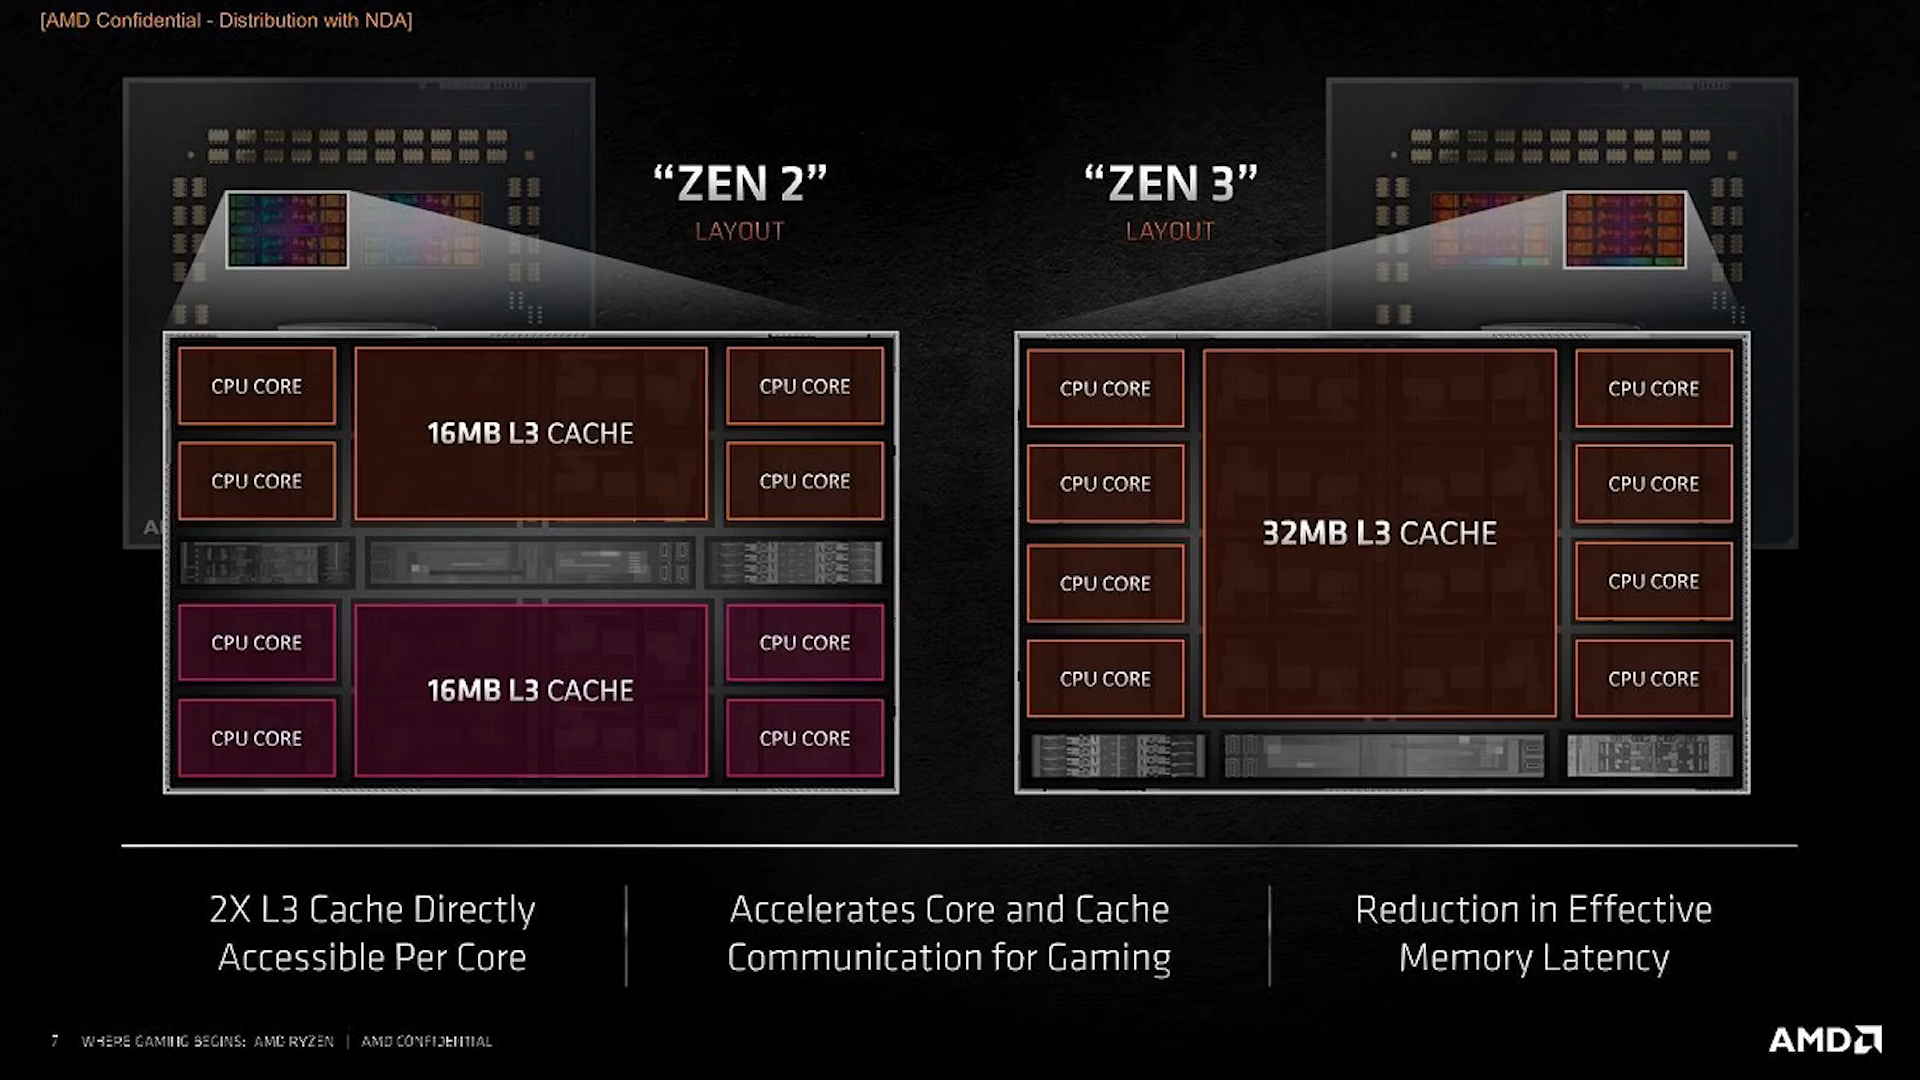 [AMD Confidential - Distribution with NDA]
“ZEN 2”
LAYOUT
“ZEN 3”
LAYOUT
CPU CORE
CPU CORE
16MB L3 CACHE
CPU CORE
CPU CORE
CPU CORE
CPU CORE
16MB L3 CACHE
CPU CORE
CPU CORE
CPU CORE
CPU CORE
CPU CORE
CPU CORE
32MB L3 CACHE
CPU CORE
CPU CORE
CPU CORE
CPU CORE
2X L3 Cache Directly
Accessible Per Core
Accelerates Core and Cache
Communication for Gaming
Reduction in Effective
Memory Latency
7 WHERE GAMING BEGINS: AMD RYZEN | AMD CONFIDENTIAL
AMD